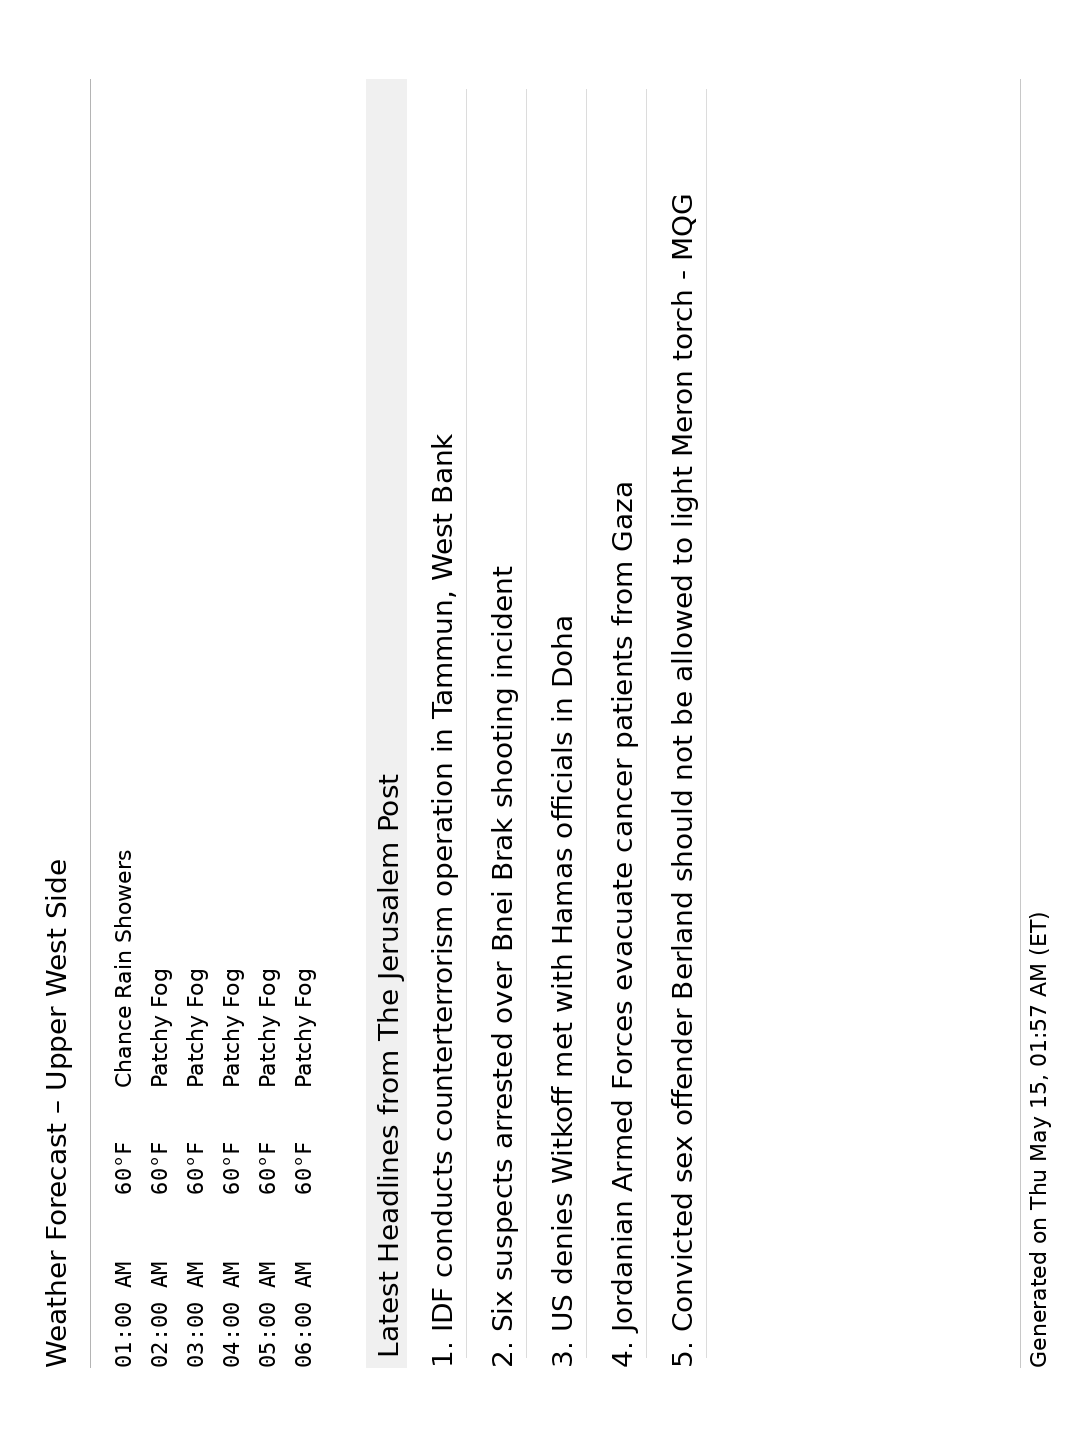 Weather Forecast – Upper West Side
01:00 AM 60°F Chance Rain Showers
02:00 AM 60°F Patchy Fog
03:00 AM 60°F Patchy Fog
04:00 AM 60°F Patchy Fog
05:00 AM 60°F Patchy Fog
06:00 AM 60°F Patchy Fog
Latest Headlines from The Jerusalem Post
1. IDF conducts counterterrorism operation in Tammun, West Bank
2. Six suspects arrested over Bnei Brak shooting incident
3. US denies Witkoff met with Hamas officials in Doha
4. Jordanian Armed Forces evacuate cancer patients from Gaza
5. Convicted sex offender Berland should not be allowed to light Meron torch - MQG
Generated on Thu May 15, 01:57 AM (ET)